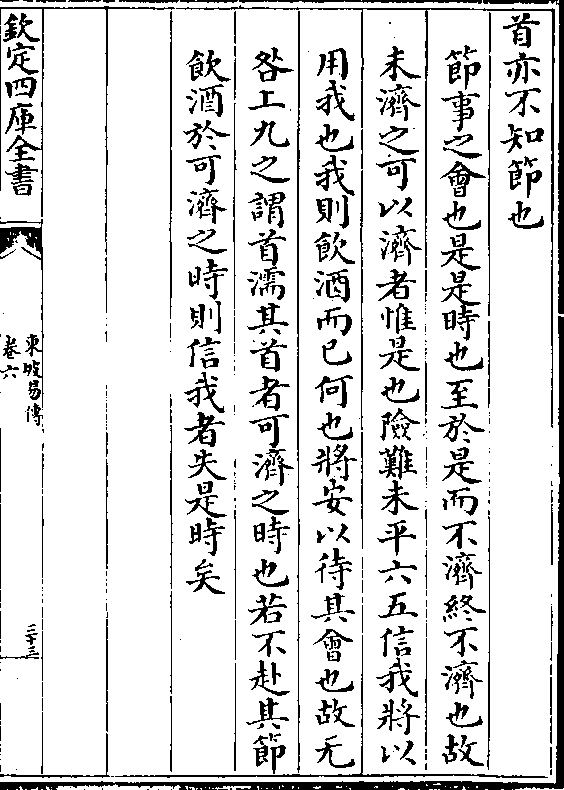 首亦不知節也
節事之會也是是時也至於是而不濟終不濟也故
未濟之可以濟者惟是也險難未平六五信我將以
用我也我則飲酒而已何也將安以待其會也故无
咎上九之謂首濡其首者可濟之時也若不赴其節
飲酒於可濟之時則信我者失是時矣
欽定四庫全書
東坡易傳
卷六
三十三